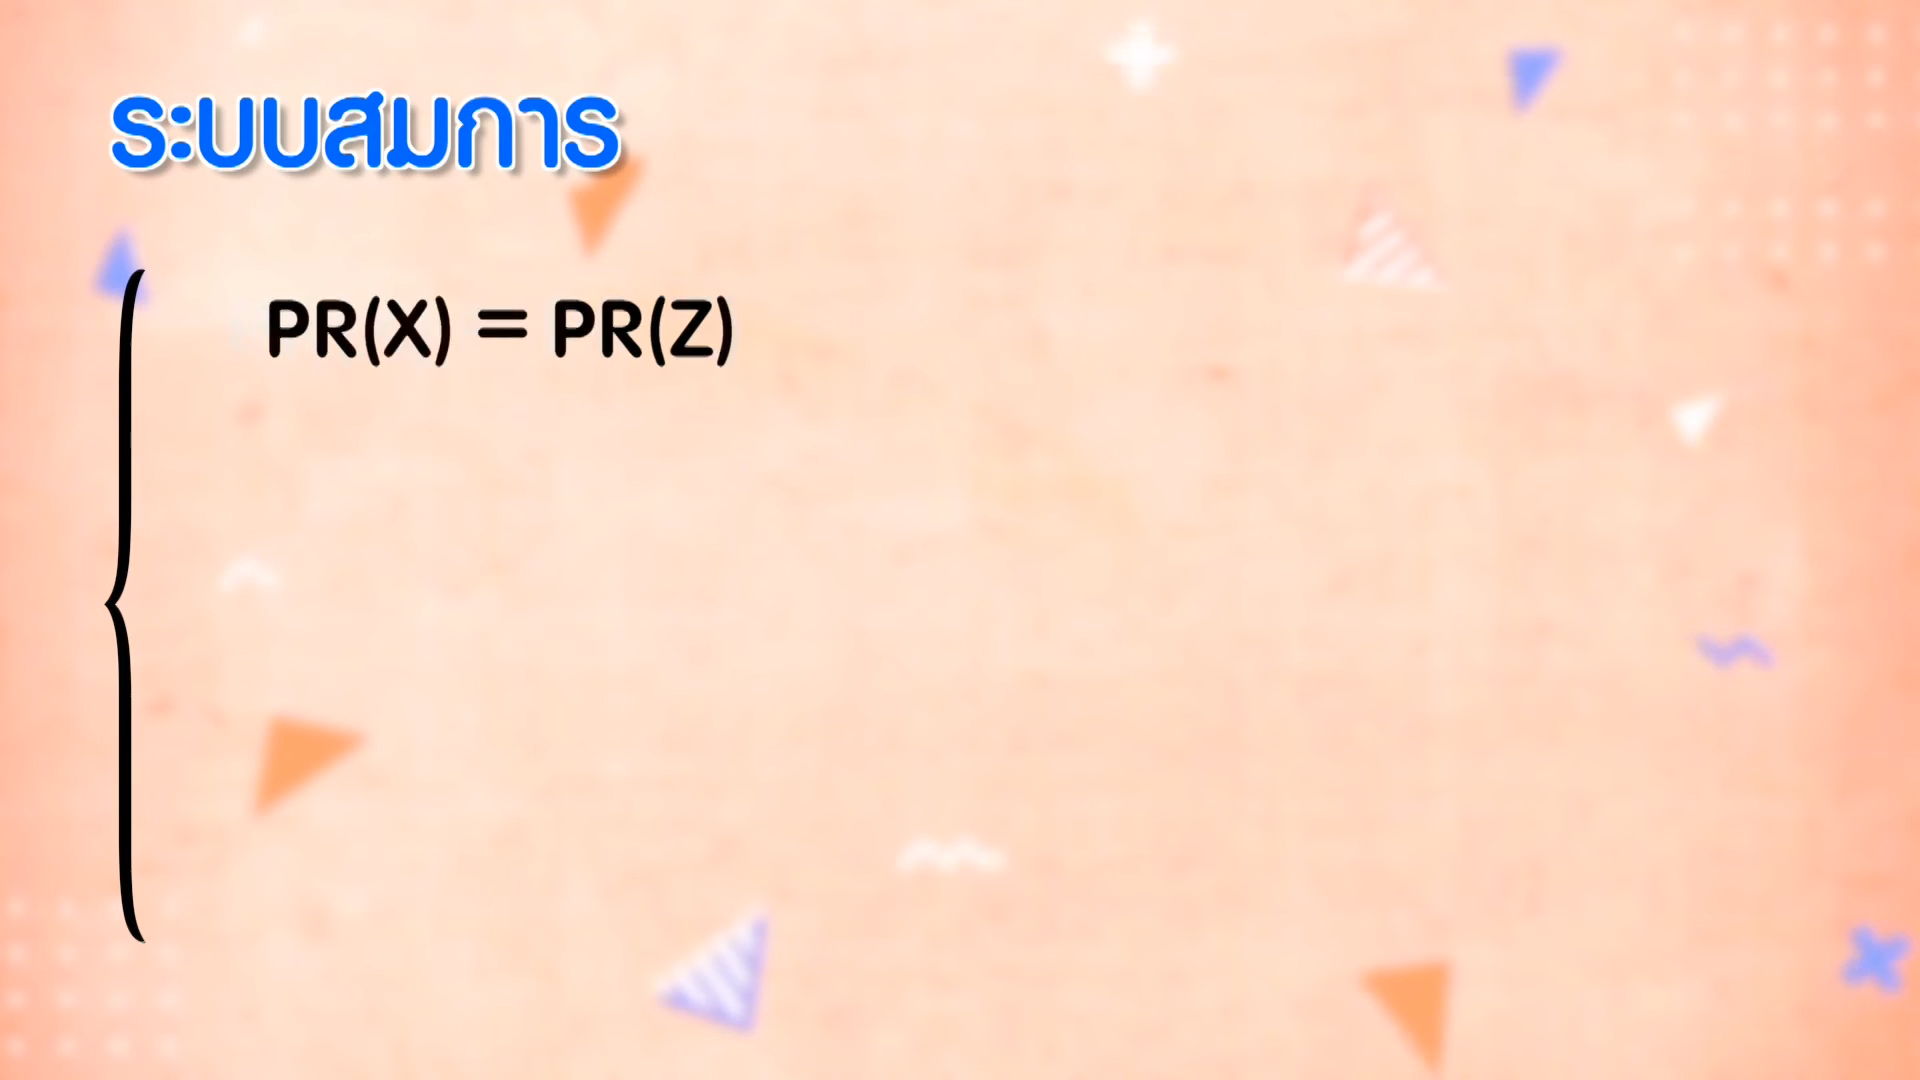 ระบบสมการ
PR(X) = PR(Z)